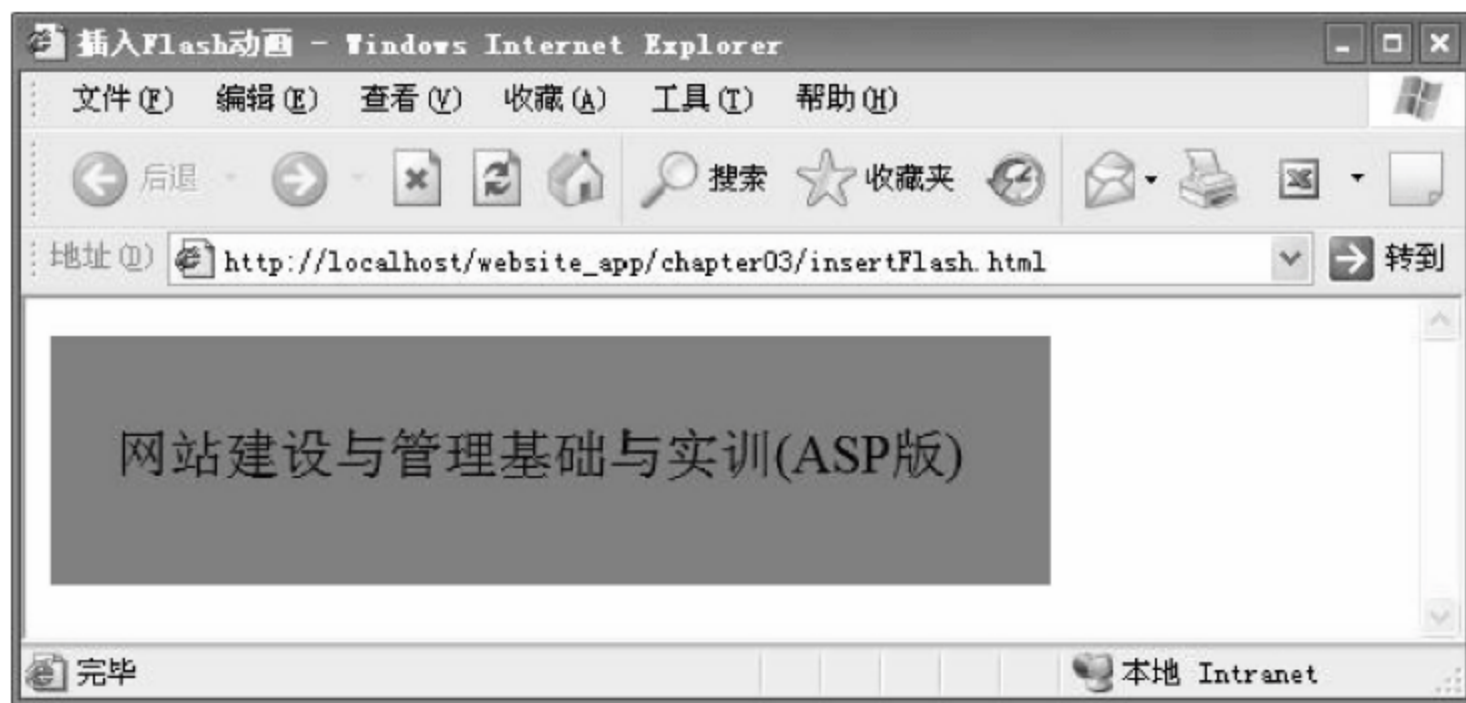 插入Flash动画 - Windows Internet Explorer
文件(F) 编辑(E) 查看(V) 收藏(A) 工具(T) 帮助(H)
后退 搜索 收藏夹
地址(D) http://localhost/website_app/chapter03/insertFlash.html 转到
网站建设与管理基础与实训(ASP版)
完毕 本地 Intranet